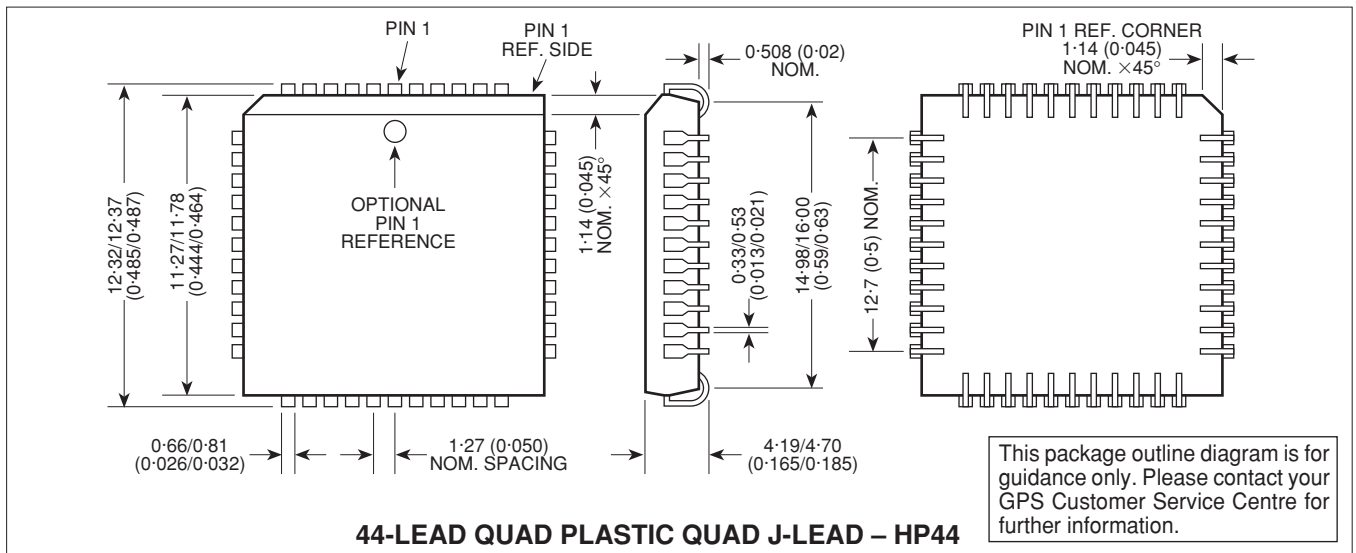 PIN 1
PIN 1
REF. SIDE
0·508 (0·02)
NOM.
PIN 1 REF. CORNER
1·14 (0·045)
NOM. ×45°
12·32/12·37
(0·485/0·487)
11·27/11·78
(0·444/0·464)
OPTIONAL
PIN 1
REFERENCE
1·14 (0·045)
NOM. ×45°
0·33/0·53
(0·013/0·021)
14·98/16·00
(0·59/0·63)
12·7 (0·5) NOM.
0·66/0·81
(0·026/0·032)
1·27 (0·050)
NOM. SPACING
4·19/4·70
(0·165/0·185)
This package outline diagram is for
guidance only. Please contact your
GPS Customer Service Centre for
further information.
44-LEAD QUAD PLASTIC QUAD J-LEAD – HP44